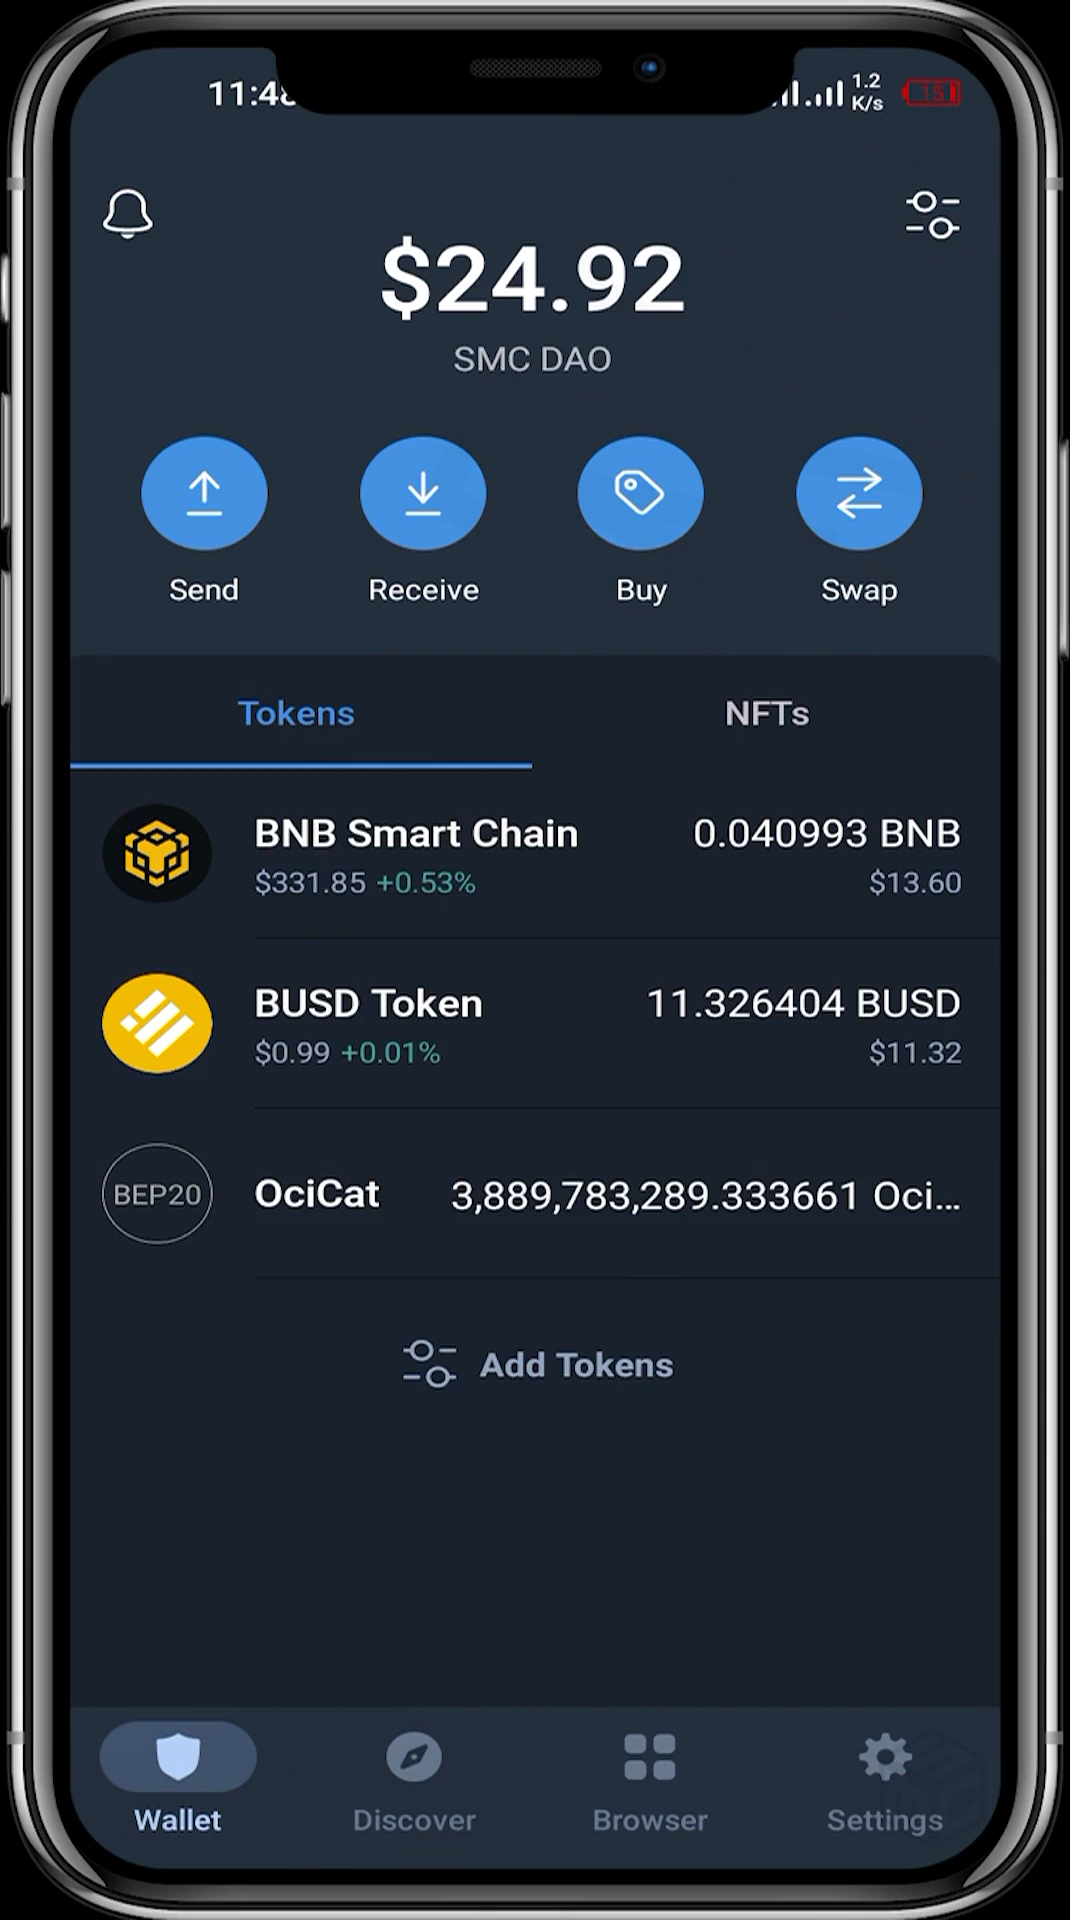 1.2
K/s
15
$24.92
SMC DAO
Send Receive Buy Swap
Tokens NFTs
BNB Smart Chain 0.040993 BNB
$331.85 +0.53% $13.60
BUSD Token 11.326404 BUSD
$0.99 +0.01% $11.32
BEP20 OciCat 3,889,783,289.333661 Oci...
Add Tokens
Wallet Discover Browser Settings